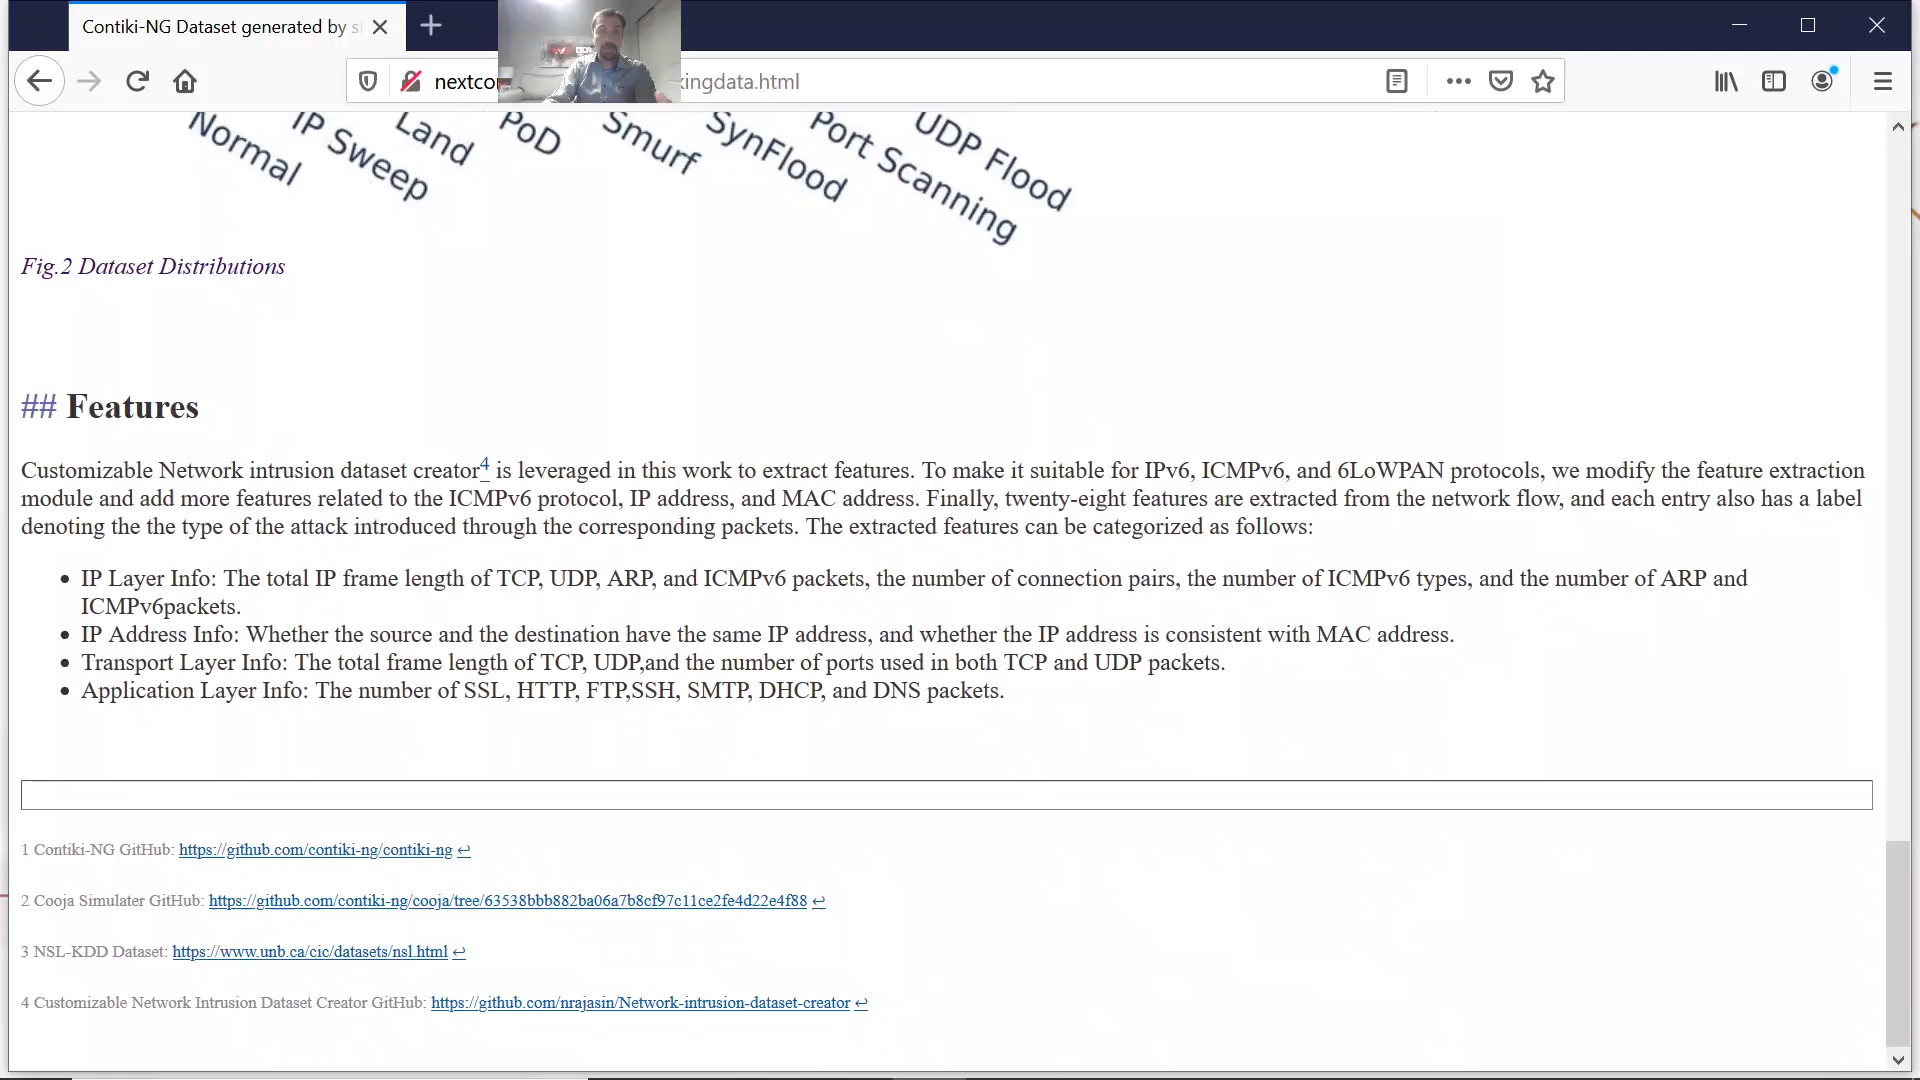 Contiki-NG Dataset generated by
nextco
kingdata.html
Normal
IP Sweep
Land
PoD
Smurf
SynFlood
Port Scanning
UDP Flood
Fig.2 Dataset Distributions
## Features
Customizable Network intrusion dataset creator4 is leveraged in this work to extract features. To make it suitable for IPv6, ICMPv6, and 6LoWPAN protocols, we modify the feature extraction
module and add more features related to the ICMPv6 protocol, IP address, and MAC address. Finally, twenty-eight features are extracted from the network flow, and each entry also has a label
denoting the the type of the attack introduced through the corresponding packets. The extracted features can be categorized as follows:
• IP Layer Info: The total IP frame length of TCP, UDP, ARP, and ICMPv6 packets, the number of connection pairs, the number of ICMPv6 types, and the number of ARP and
ICMPv6packets.
• IP Address Info: Whether the source and the destination have the same IP address, and whether the IP address is consistent with MAC address.
• Transport Layer Info: The total frame length of TCP, UDP,and the number of ports used in both TCP and UDP packets.
• Application Layer Info: The number of SSL, HTTP, FTP,SSH, SMTP, DHCP, and DNS packets.
1 Contiki-NG GitHub: https://github.com/contiki-ng/contiki-ng ↩
2 Cooja Simulater GitHub: https://github.com/contiki-ng/cooja/tree/63538bbb882ba06a7b8cf97c11ce2fe4d22e4f88 ↩
3 NSL-KDD Dataset: https://www.unb.ca/cic/datasets/nsl.html ↩
4 Customizable Network Intrusion Dataset Creator GitHub: https://github.com/nrajasin/Network-intrusion-dataset-creator ↩